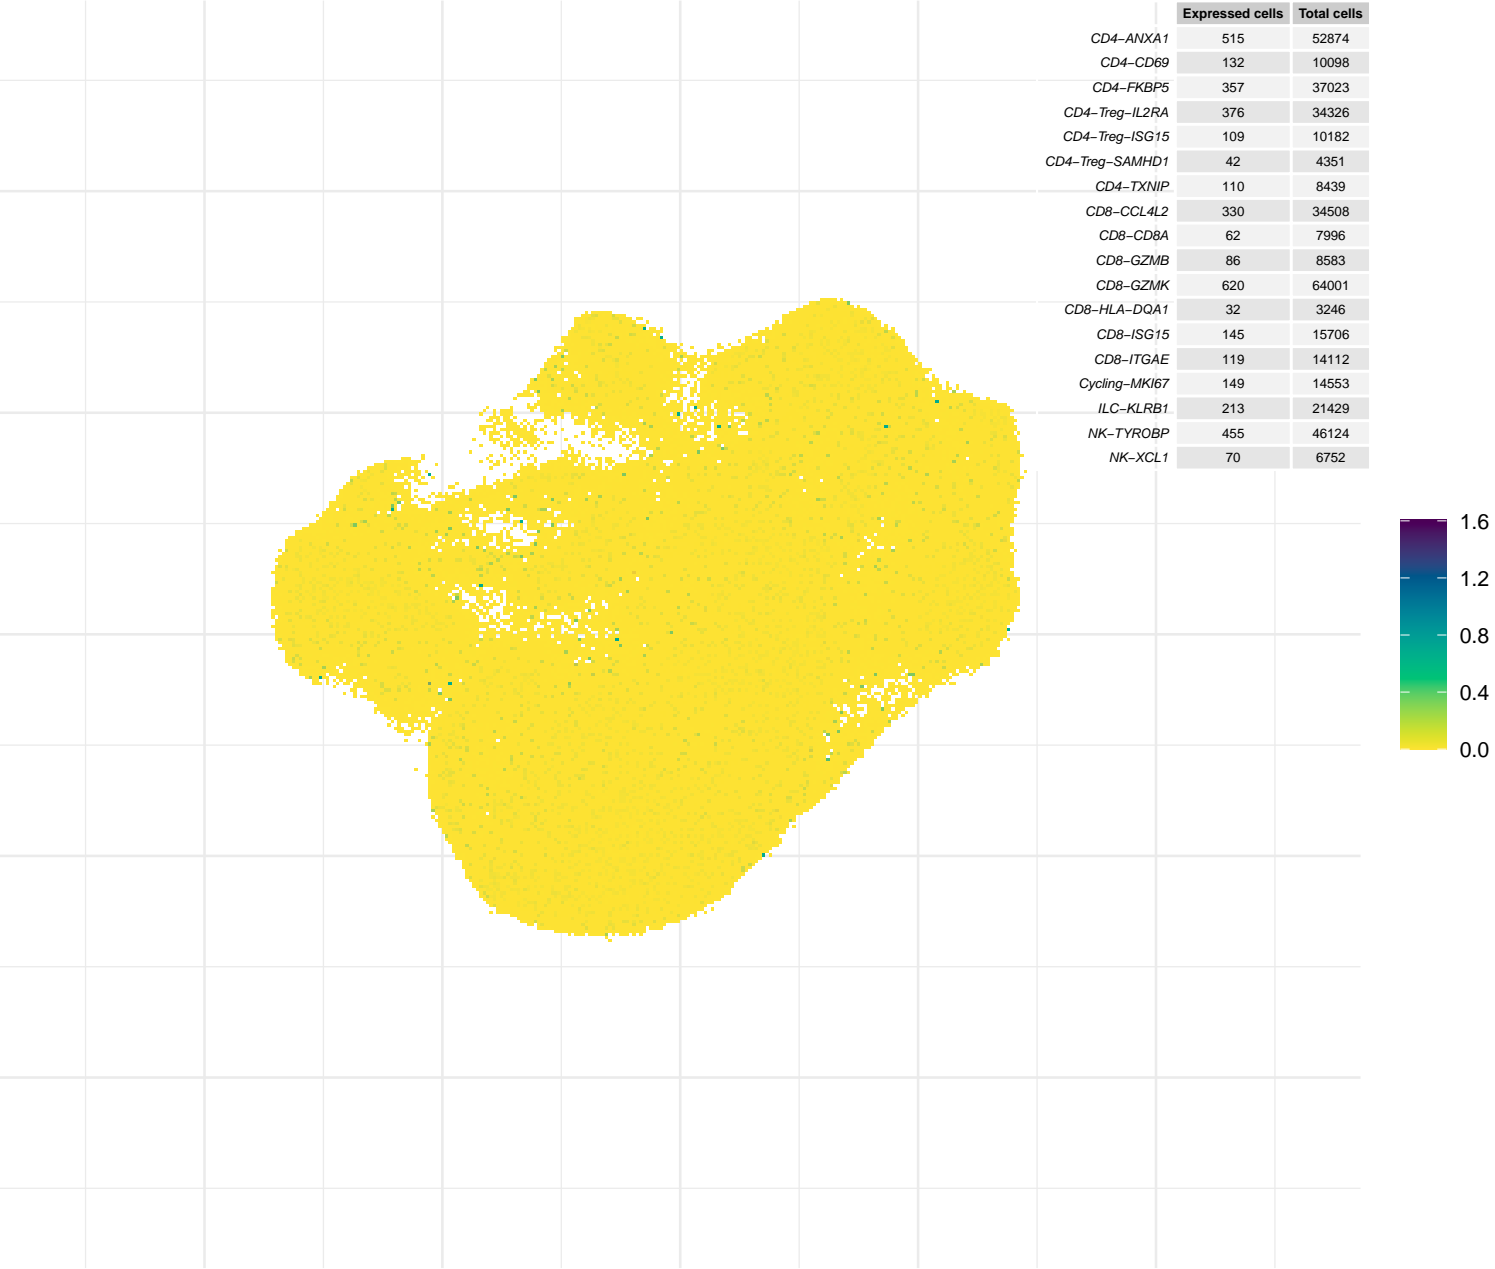 Expressed cells Total cells
CD4−ANXA1 515 52874
CD4−CD69 132 10098
CD4−FKBP5 357 37023
CD4−Treg−IL2RA 376 34326
CD4−Treg−ISG15 109 10182
CD4−Treg−SAMHD1 42 4351
CD4−TXNIP 110 8439
CD8−CCL4L2 330 34508
CD8−CD8A 62 7996
CD8−GZMB 86 8583
CD8−GZMK 620 64001
CD8−HLA−DQA1 32 3246
CD8−ISG15 145 15706
CD8−ITGAE 119 14112
Cycling−MKI67 149 14553
ILC−KLRB1 213 21429
NK−TYROBP 455 46124
NK−XCL1 70 6752
1.6
1.2
0.8
0.4
0.0